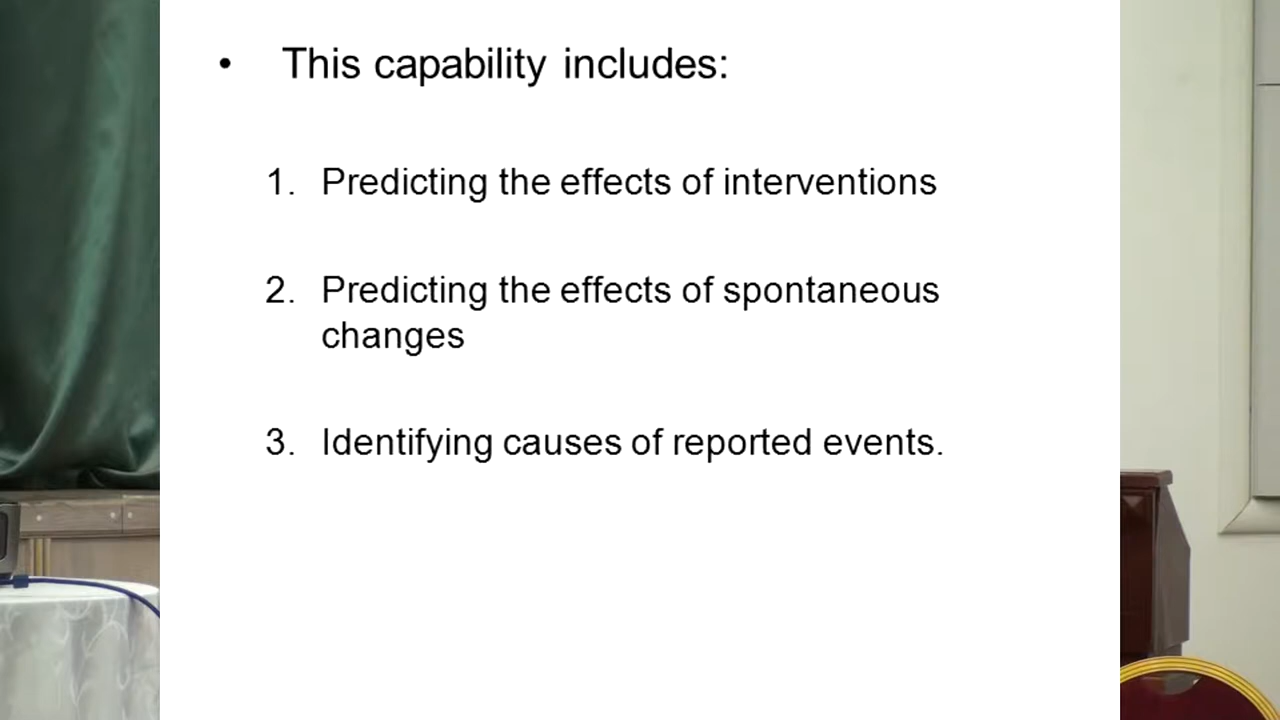 • This capability includes:
1. Predicting the effects of interventions
2. Predicting the effects of spontaneous
changes
3. Identifying causes of reported events.